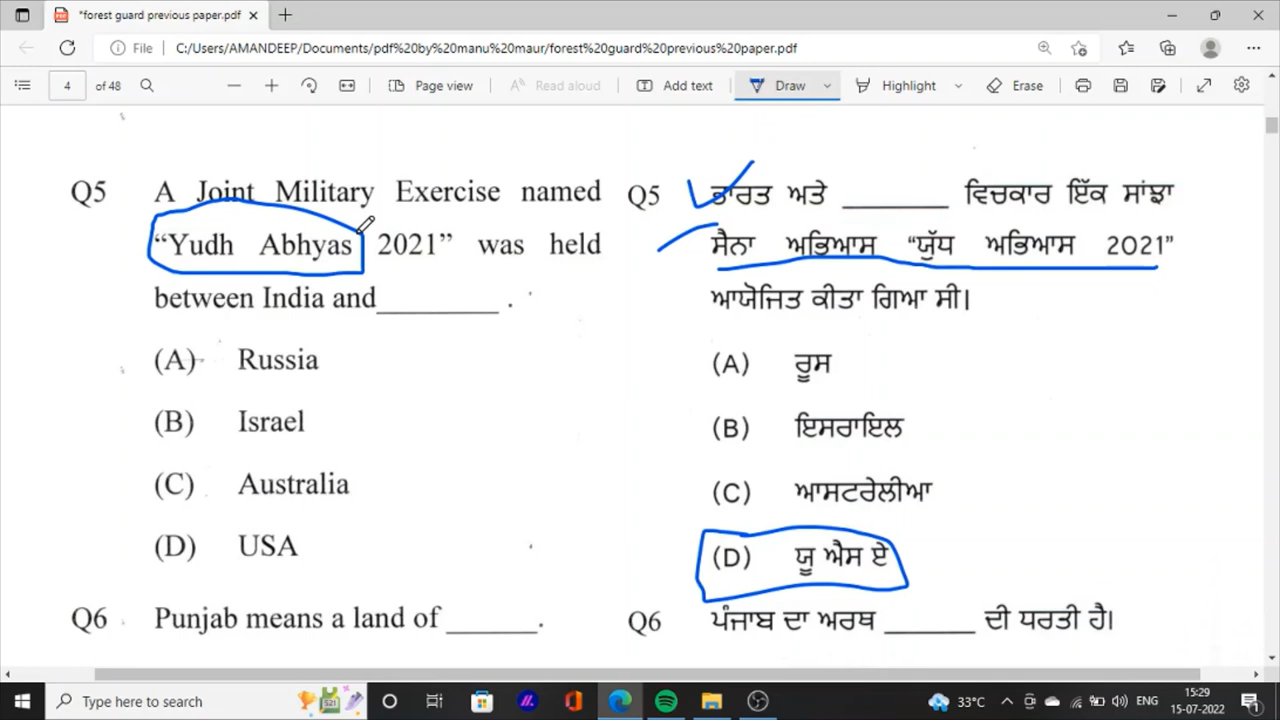 *forest guard previous paper.pdf
File C:/Users/AMANDEEP/Documents/pdf%20by%20manu%20maur/forest%20guard%20previous%20paper.pdf
4 of 48 Page view Read aloud Add text Draw Highlight Erase
Q5 A Joint Military Exercise named
"Yudh Abhyas 2021" was held
between India and________ .
(A) Russia
(B) Israel
(C) Australia
(D) USA
Q6 Punjab means a land of ______.
Q5 ਭਾਰਤ ਅਤੇ ________ ਵਿਚਕਾਰ ਇੱਕ ਸਾਂਝਾ
ਸੈਨਾ ਅਭਿਆਸ "ਯੁੱਧ ਅਭਿਆਸ 2021"
ਆਯੋਜਿਤ ਕੀਤਾ ਗਿਆ ਸੀ।
(A) ਰੂਸ
(B) ਇਸਰਾਇਲ
(C) ਆਸਟਰੇਲੀਆ
(D) ਯੂ ਐਸ ਏ
Q6 ਪੰਜਾਬ ਦਾ ਅਰਥ _______ ਦੀ ਧਰਤੀ ਹੈ।
Type here to search 33°C ENG 15:29
15-07-2022